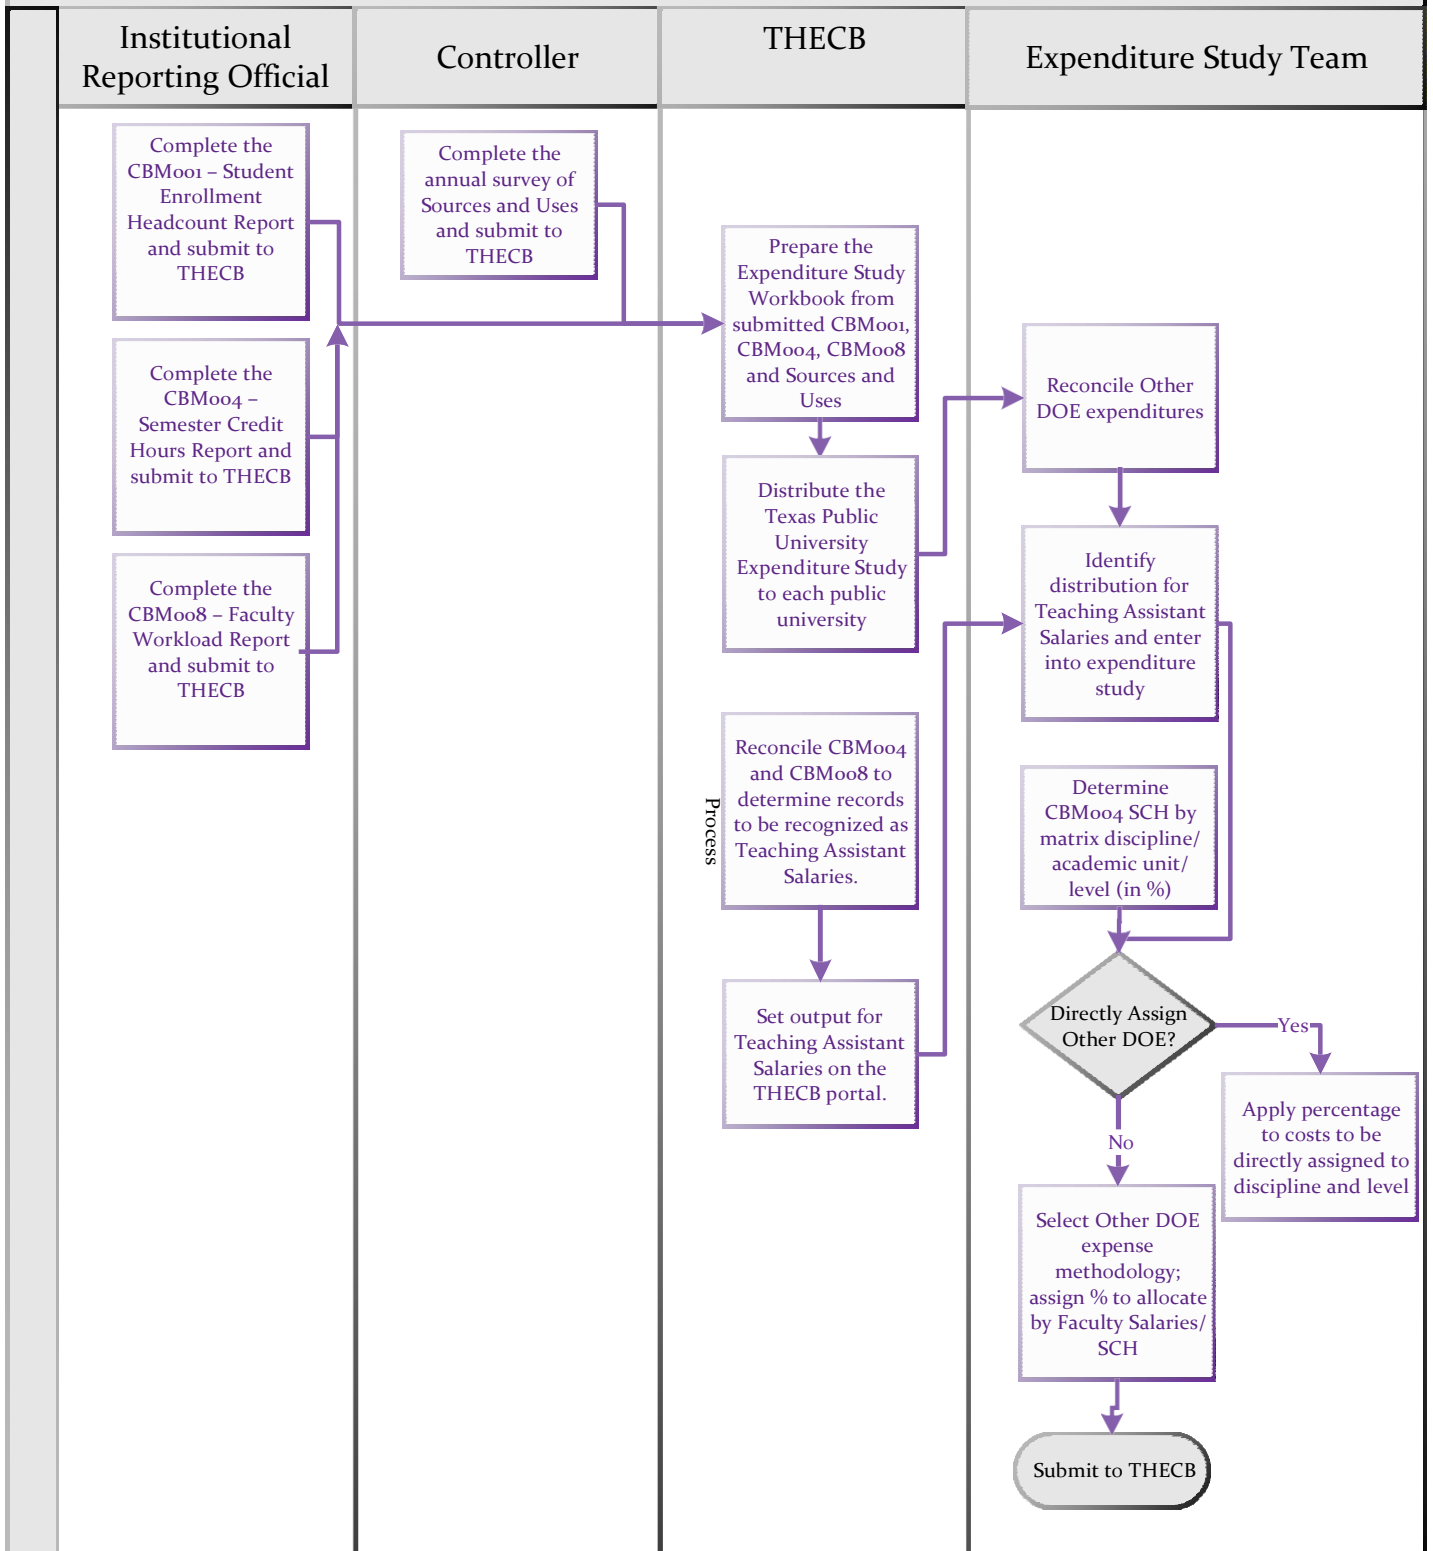 Institutional
Reporting Official
Controller
THECB
Expenditure Study Team
Complete the
CBM001 – Student
Enrollment
Headcount Report
and submit to
THECB
Complete the
CBM004 –
Semester Credit
Hours Report and
submit to THECB
Complete the
CBM008 – Faculty
Workload Report
and submit to
THECB
Complete the
annual survey of
Sources and Uses
and submit to
THECB
Prepare the
Expenditure Study
Workbook from
submitted CBM001,
CBM004, CBM008
and Sources and
Uses
Distribute the
Texas Public
University
Expenditure Study
to each public
university
Process
Reconcile CBM004
and CBM008 to
determine records
to be recognized as
Teaching Assistant
Salaries.
Set output for
Teaching Assistant
Salaries on the
THECB portal.
Reconcile Other
DOE expenditures
Identify
distribution for
Teaching Assistant
Salaries and enter
into expenditure
study
Determine
CBM004 SCH by
matrix discipline/
academic unit/
level (in %)
Directly Assign
Other DOE?
Yes
Apply percentage
to costs to be
directly assigned to
discipline and level
No
Select Other DOE
expense
methodology;
assign % to allocate
by Faculty Salaries/
SCH
Submit to THECB